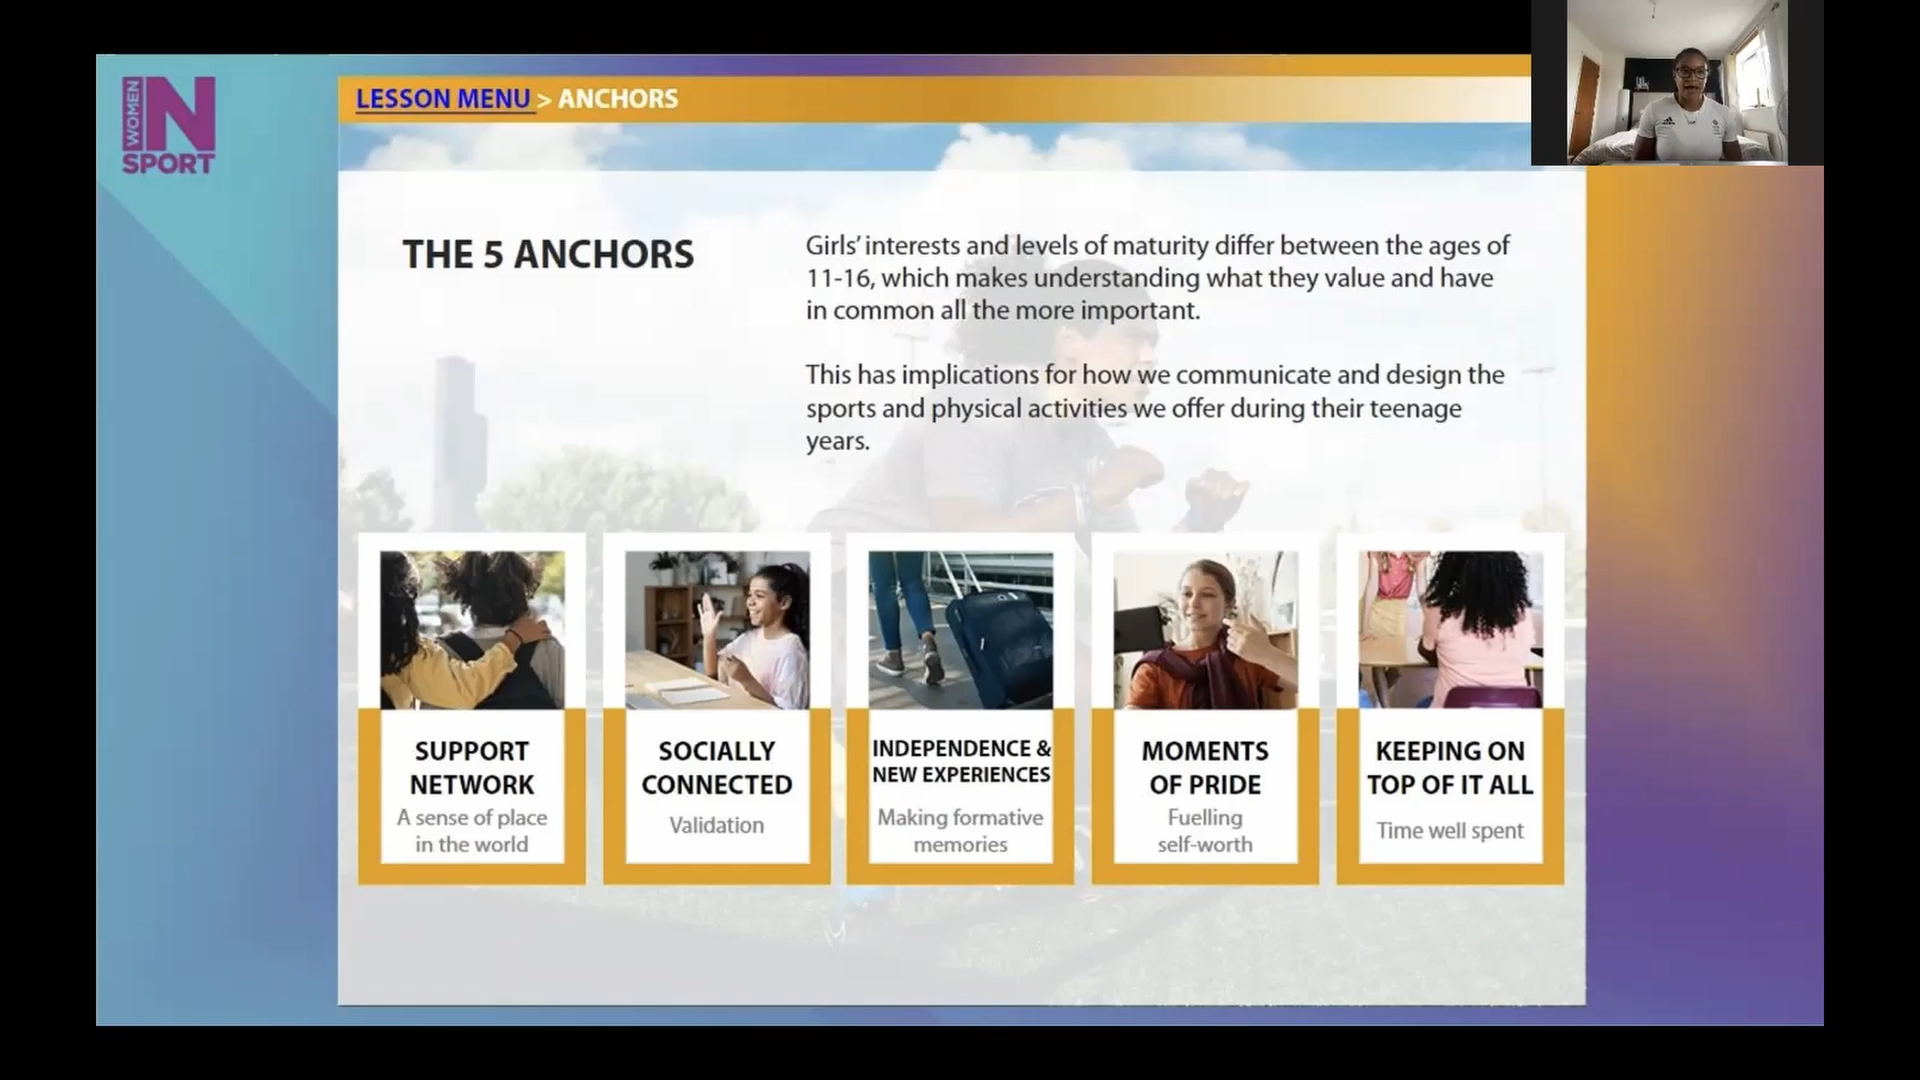 WOMEN
IN
SPORT
LESSON MENU > ANCHORS
THE 5 ANCHORS
Girls' interests and levels of maturity differ between the ages of
11-16, which makes understanding what they value and have
in common all the more important.
This has implications for how we communicate and design the
sports and physical activities we offer during their teenage
years.
SUPPORT
NETWORK
A sense of place
in the world
SOCIALLY
CONNECTED
Validation
INDEPENDENCE &
NEW EXPERIENCES
Making formative
memories
MOMENTS
OF PRIDE
Fuelling
self-worth
KEEPING ON
TOP OF IT ALL
Time well spent